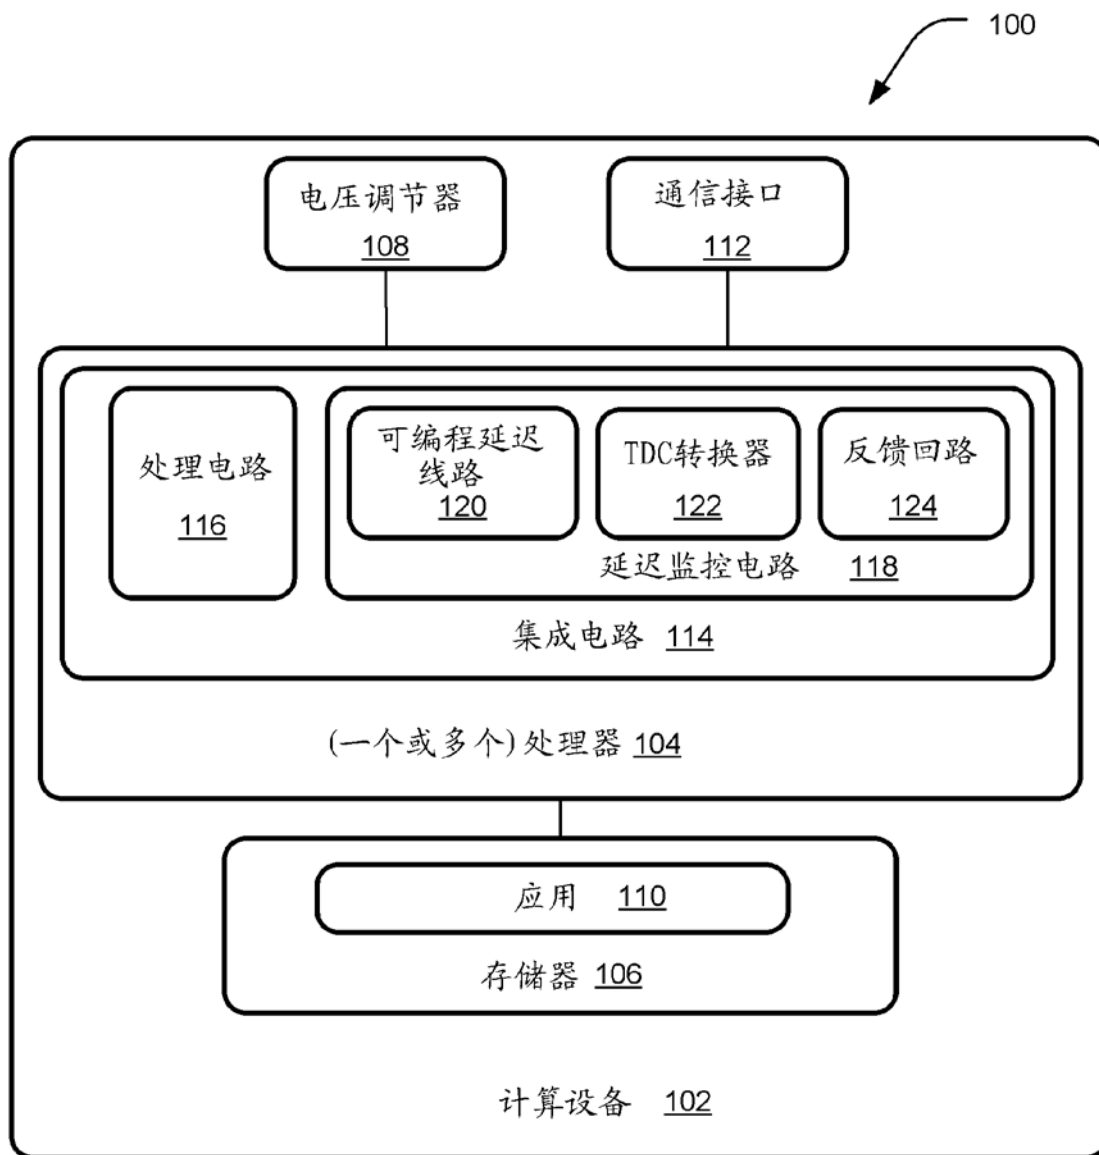 100
电压调节器
108
通信接口
112
处理电路
116
可编程延迟
线路
120
TDC转换器
122
反馈回路
124
延迟监控电路 118
集成电路 114
(一个或多个)处理器 104
应用 110
存储器 106
计算设备 102